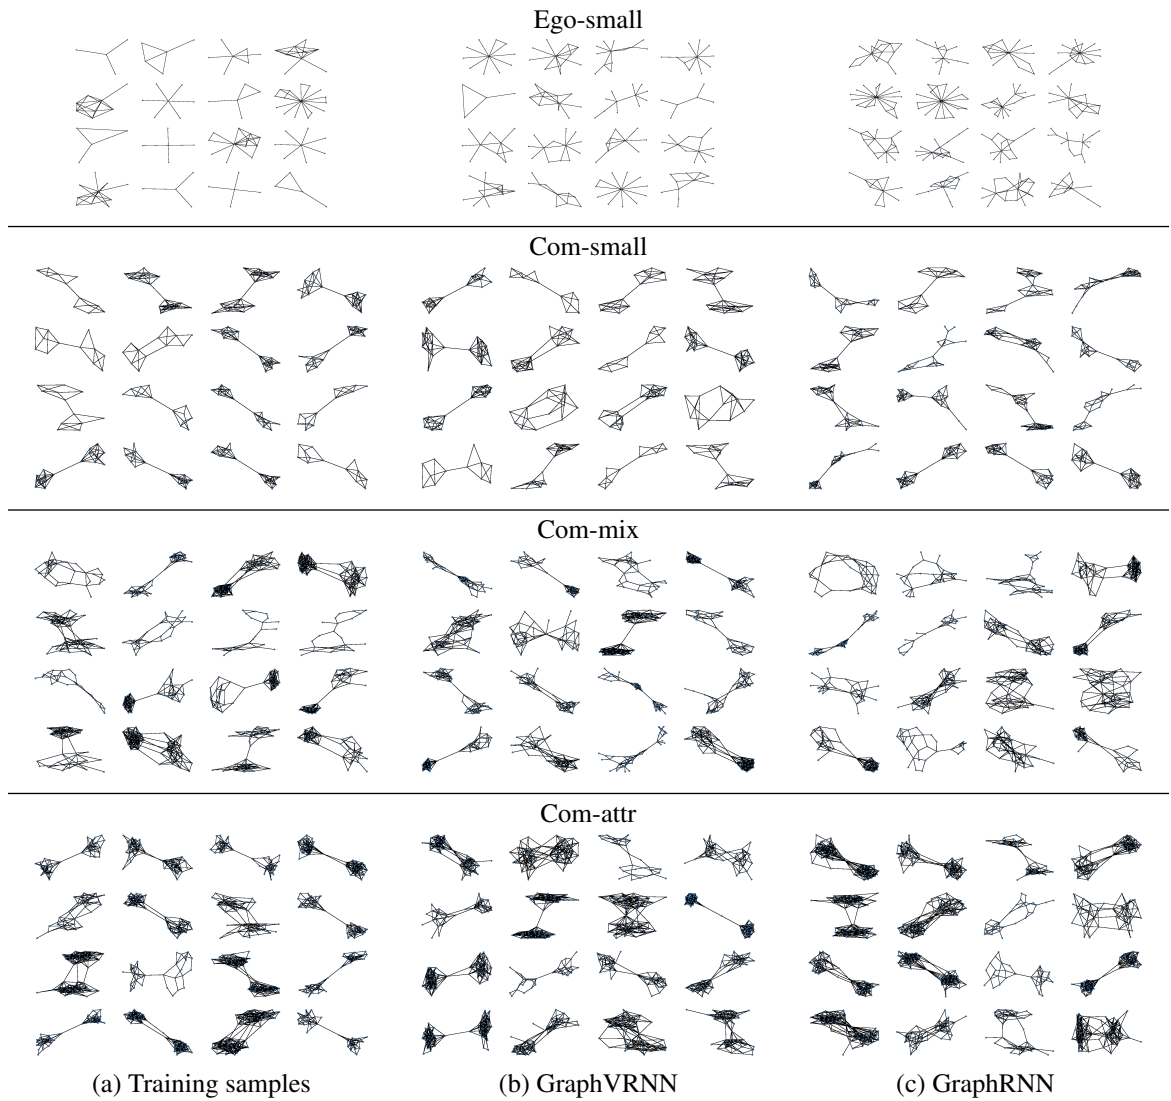 Ego-small
Com-small
Com-mix
Com-attr
(a) Training samples
(b) GraphVRNN
(c) GraphRNN